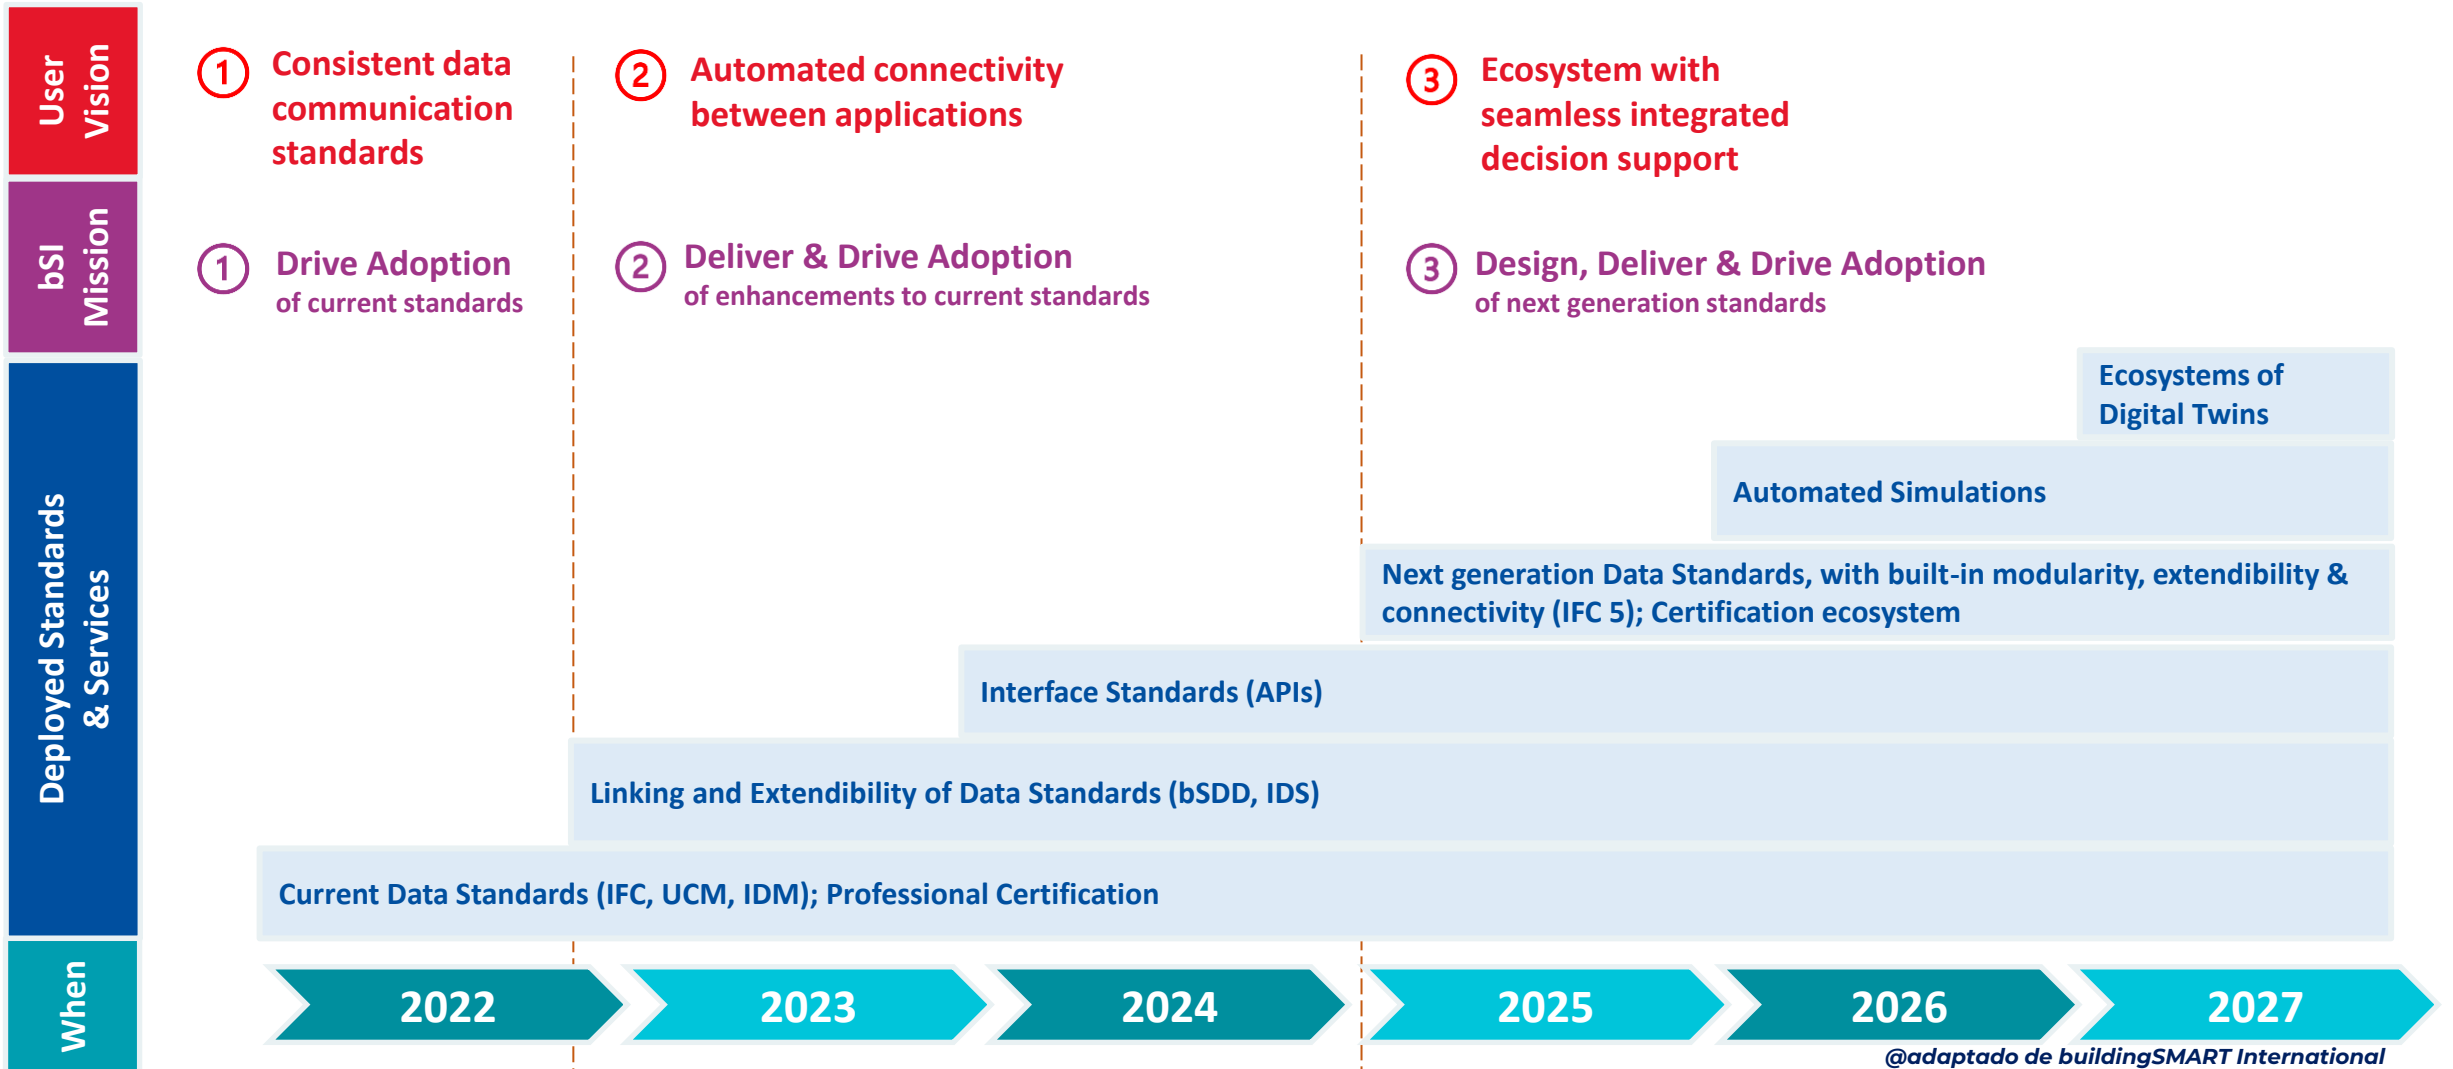 User
Vision
1
Consistent data
communication
standards
2
Automated connectivity
between applications
3
Ecosystem with
seamless integrated
decision support
bSI
Mission
1
Drive Adoption
of current standards
2
Deliver & Drive Adoption
of enhancements to current standards
3
Design, Deliver & Drive Adoption
of next generation standards
Deployed Standards
& Services
Ecosystems of
Digital Twins
Automated Simulations
Next generation Data Standards, with built-in modularity, extendibility &
connectivity (IFC 5); Certification ecosystem
Interface Standards (APIs)
Linking and Extendibility of Data Standards (bSDD, IDS)
Current Data Standards (IFC, UCM, IDM); Professional Certification
When
2022
2023
2024
2025
2026
2027
@adaptado de buildingSMART International